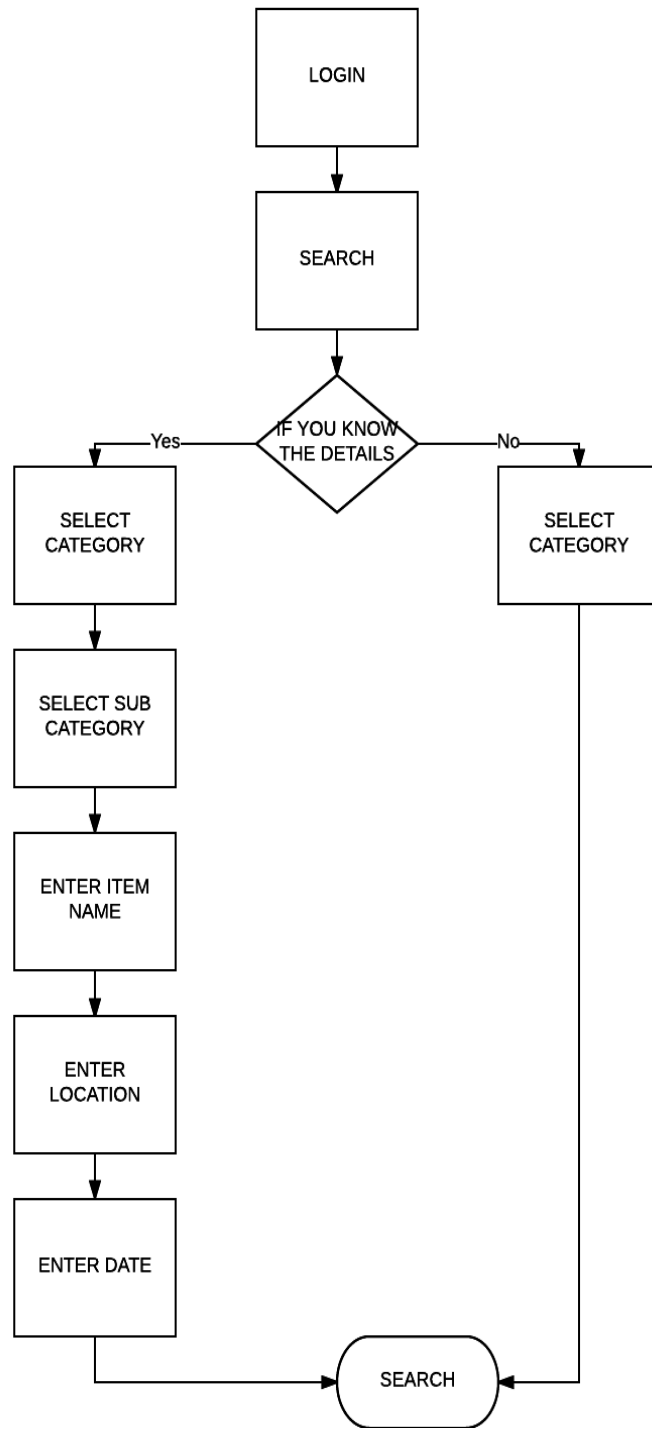 LOGIN
SEARCH
IF YOU KNOW
THE DETAILS
Yes
No
SELECT
CATEGORY
SELECT
CATEGORY
SELECT SUB
CATEGORY
ENTER ITEM
NAME
ENTER
LOCATION
ENTER DATE
SEARCH